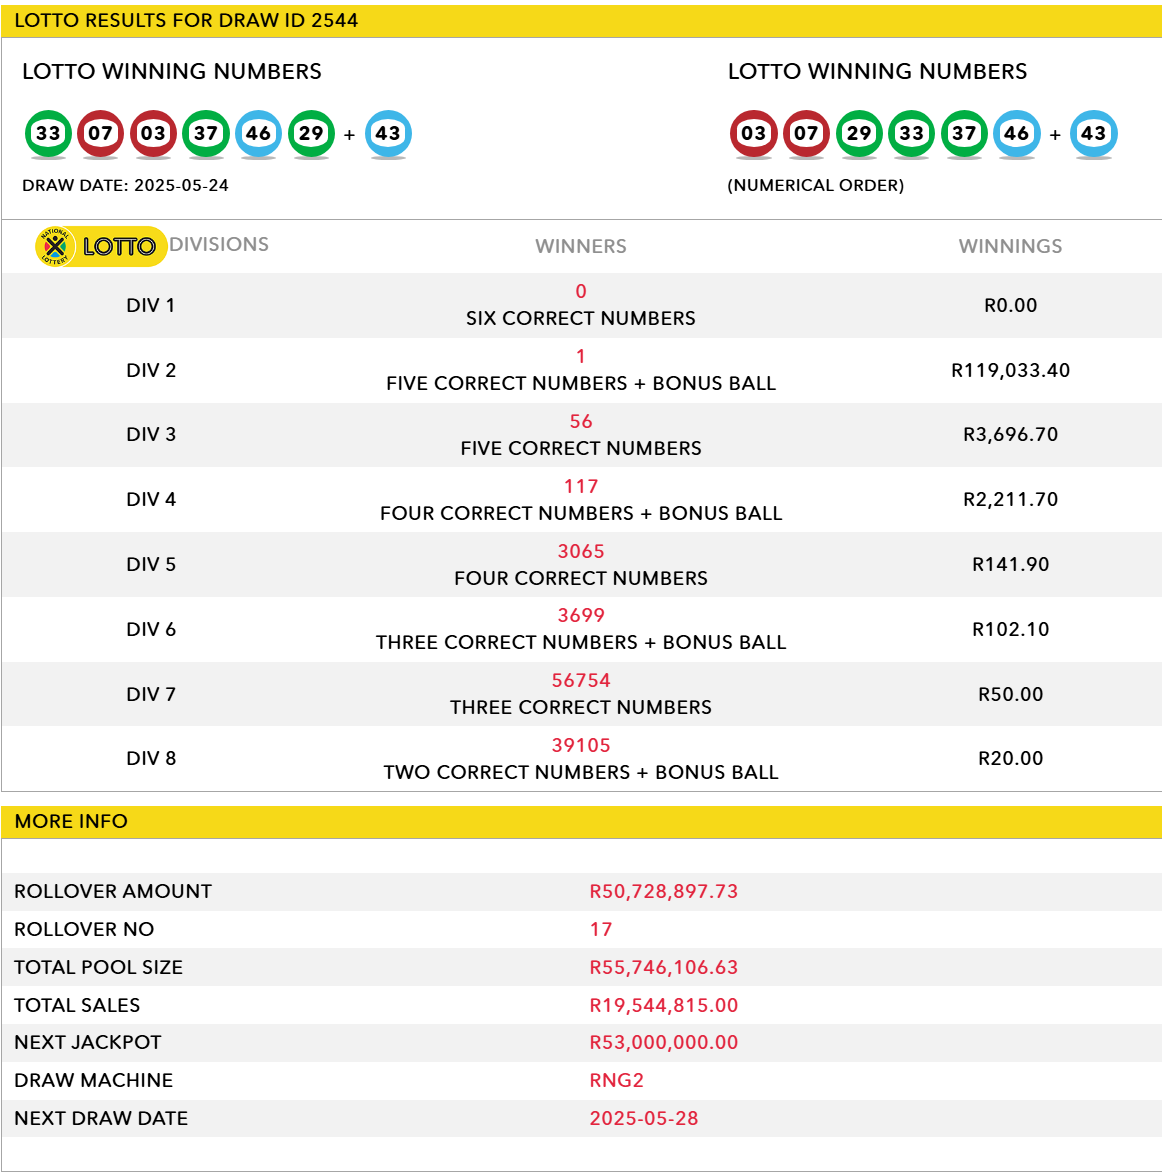 LOTTO RESULTS FOR DRAW ID 2544
LOTTO WINNING NUMBERS
33 07 03 37 46 29 + 43
DRAW DATE: 2025-05-24
LOTTO WINNING NUMBERS
03 07 29 33 37 46 + 43
(NUMERICAL ORDER)
NATIONAL LOTTERY LOTTO DIVISIONS WINNERS WINNINGS
DIV 1 0 R0.00
SIX CORRECT NUMBERS
DIV 2 1 R119,033.40
FIVE CORRECT NUMBERS + BONUS BALL
DIV 3 56 R3,696.70
FIVE CORRECT NUMBERS
DIV 4 117 R2,211.70
FOUR CORRECT NUMBERS + BONUS BALL
DIV 5 3065 R141.90
FOUR CORRECT NUMBERS
DIV 6 3699 R102.10
THREE CORRECT NUMBERS + BONUS BALL
DIV 7 56754 R50.00
THREE CORRECT NUMBERS
DIV 8 39105 R20.00
TWO CORRECT NUMBERS + BONUS BALL
MORE INFO
ROLLOVER AMOUNT R50,728,897.73
ROLLOVER NO 17
TOTAL POOL SIZE R55,746,106.63
TOTAL SALES R19,544,815.00
NEXT JACKPOT R53,000,000.00
DRAW MACHINE RNG2
NEXT DRAW DATE 2025-05-28